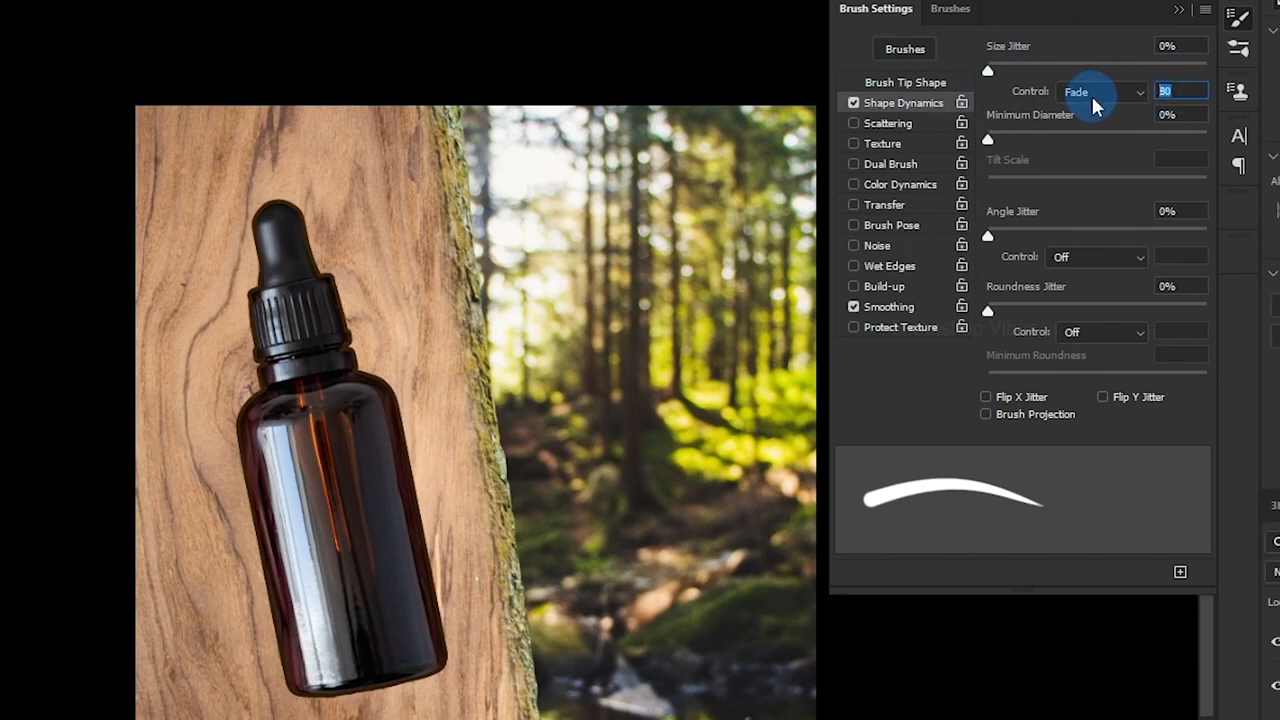 Brush Settings Brushes
Brushes
Size Jitter 0%
Control: Fade 80
Minimum Diameter 0%
Tilt Scale
Angle Jitter 0%
Control: Off
Roundness Jitter 0%
Control: Off
Minimum Roundness
Flip X Jitter Flip Y Jitter
Brush Projection
Brush Tip Shape
Shape Dynamics
Scattering
Texture
Dual Brush
Color Dynamics
Transfer
Brush Pose
Noise
Wet Edges
Build-up
Smoothing
Protect Texture
A
Lo